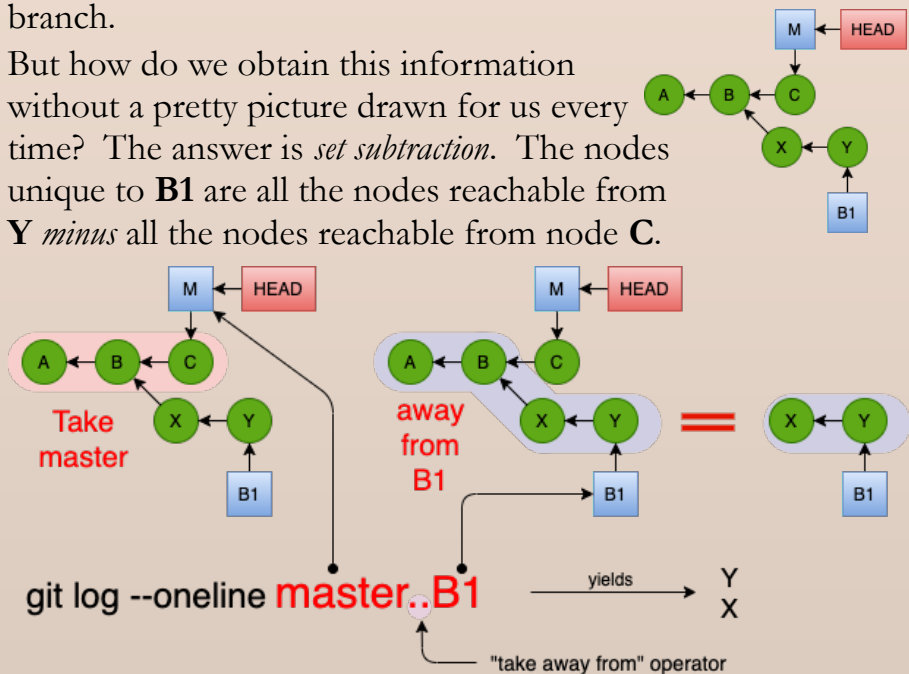 branch.
But how do we obtain this information
without a pretty picture drawn for us every
time? The answer is set subtraction. The nodes
unique to B1 are all the nodes reachable from
Y minus all the nodes reachable from node C.
M HEAD
A B C
X Y
B1
M HEAD
A B C
X Y
B1
Take
master
M HEAD
A B C
X Y
B1
away
from
B1
X Y
B1
git log --oneline master..B1
yields
Y
X
"take away from" operator